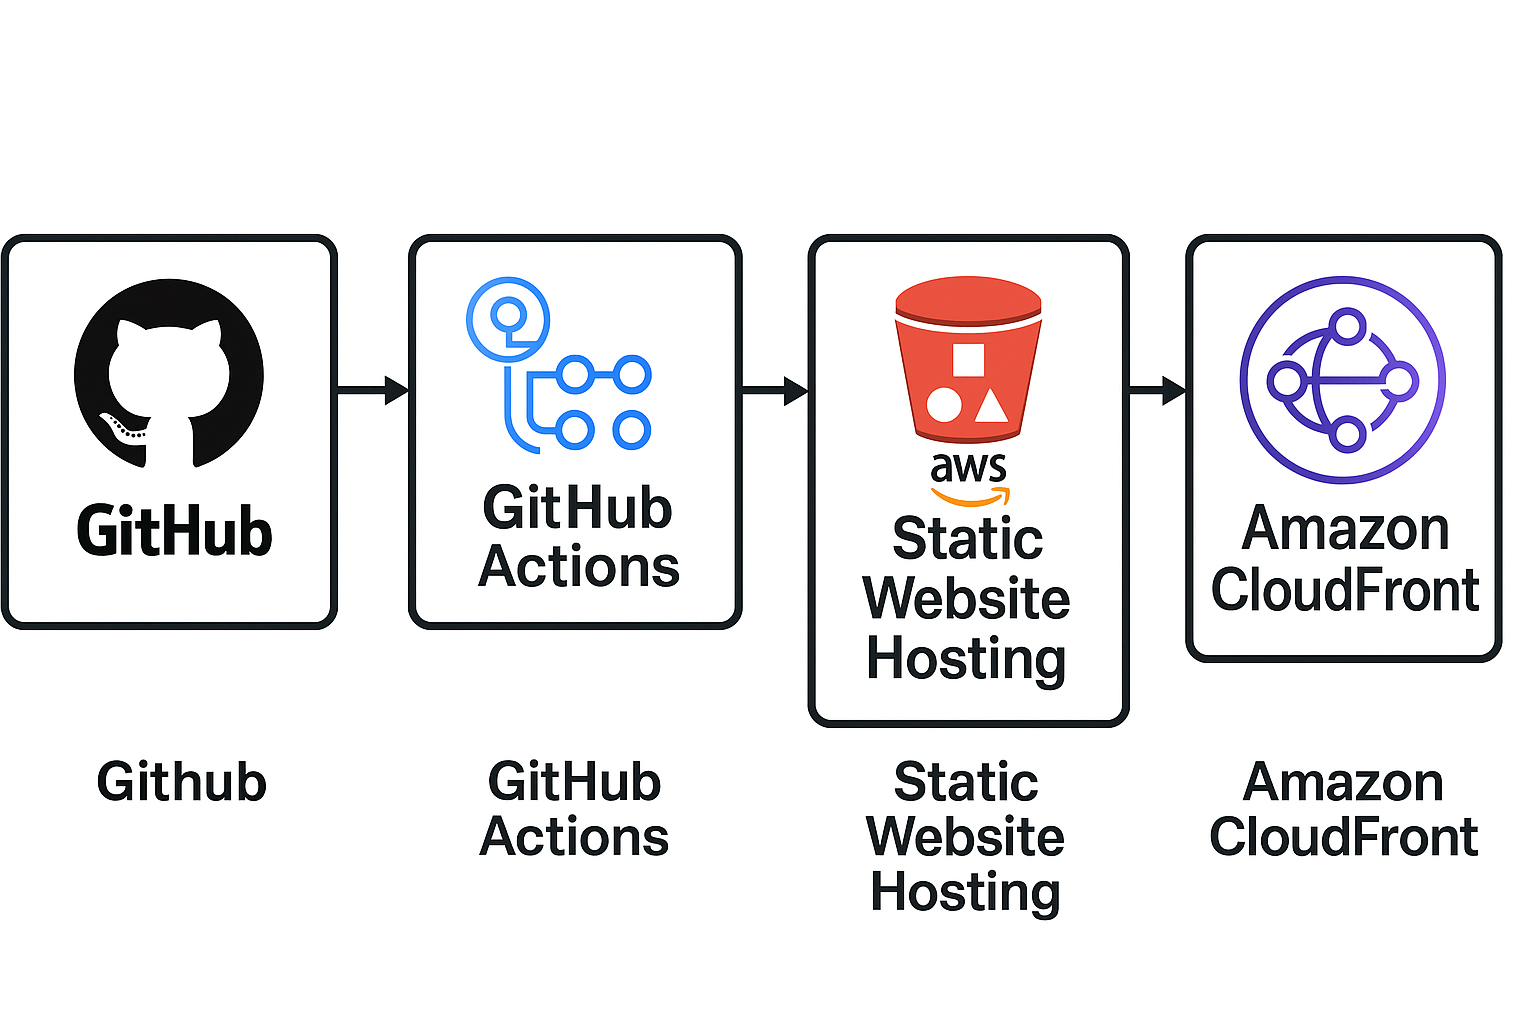 GitHub
GitHub
Actions
aws
Static
Website
Hosting
Amazon
CloudFront
Github
GitHub
Actions
Static
Website
Hosting
Amazon
CloudFront